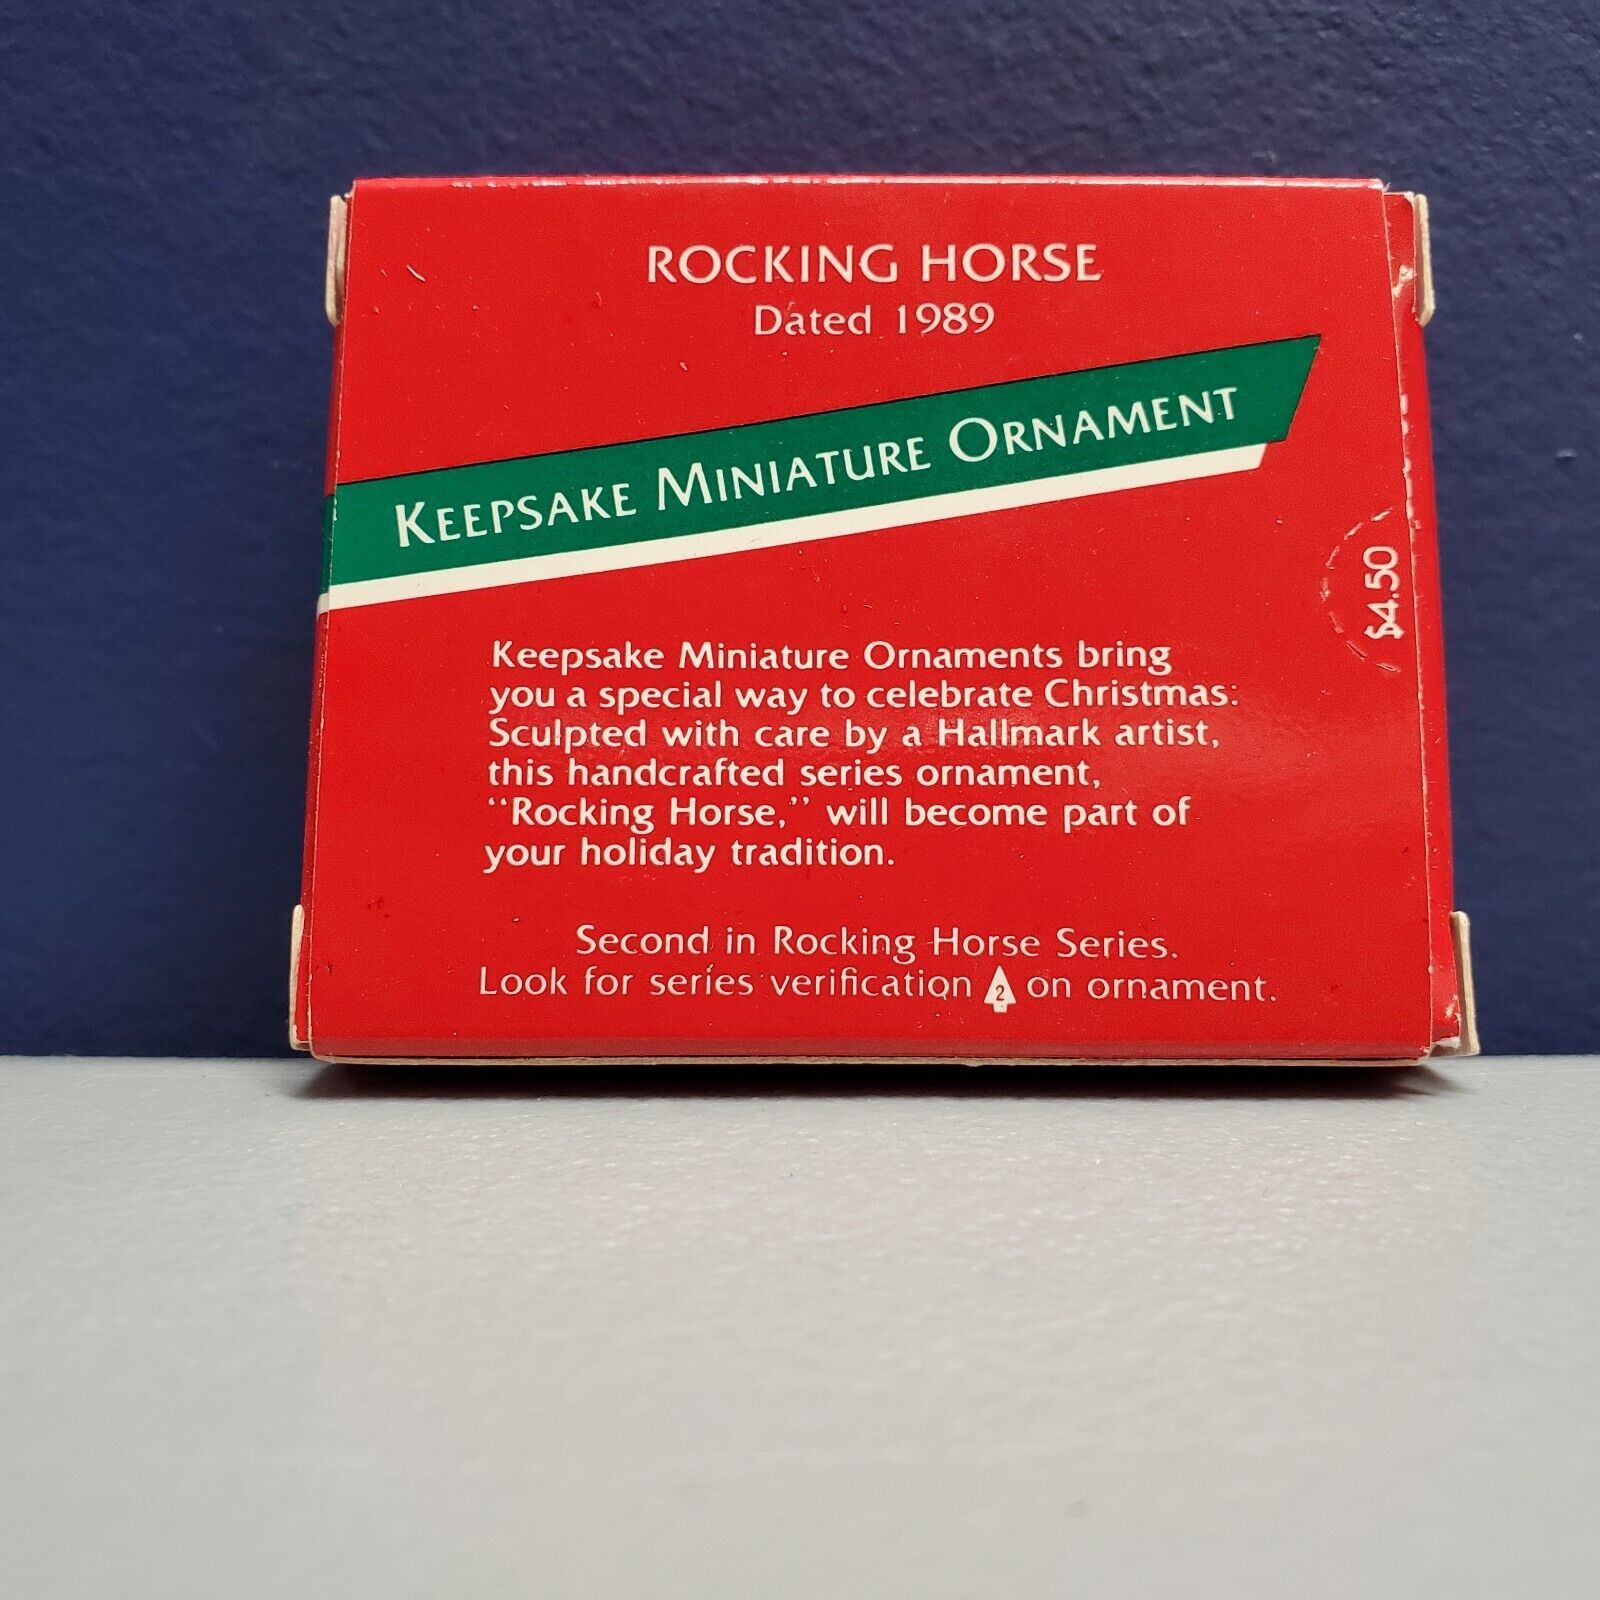 ROCKING HORSE
Dated 1989
KEEPSAKE MINIATURE ORNAMENT
$4.50
Keepsake Miniature Ornaments bring
you a special way to celebrate Christmas:
Sculpted with care by a Hallmark artist,
this handcrafted series ornament,
“Rocking Horse,” will become part of
your holiday tradition.
Second in Rocking Horse Series.
Look for series verification 2 on ornament.